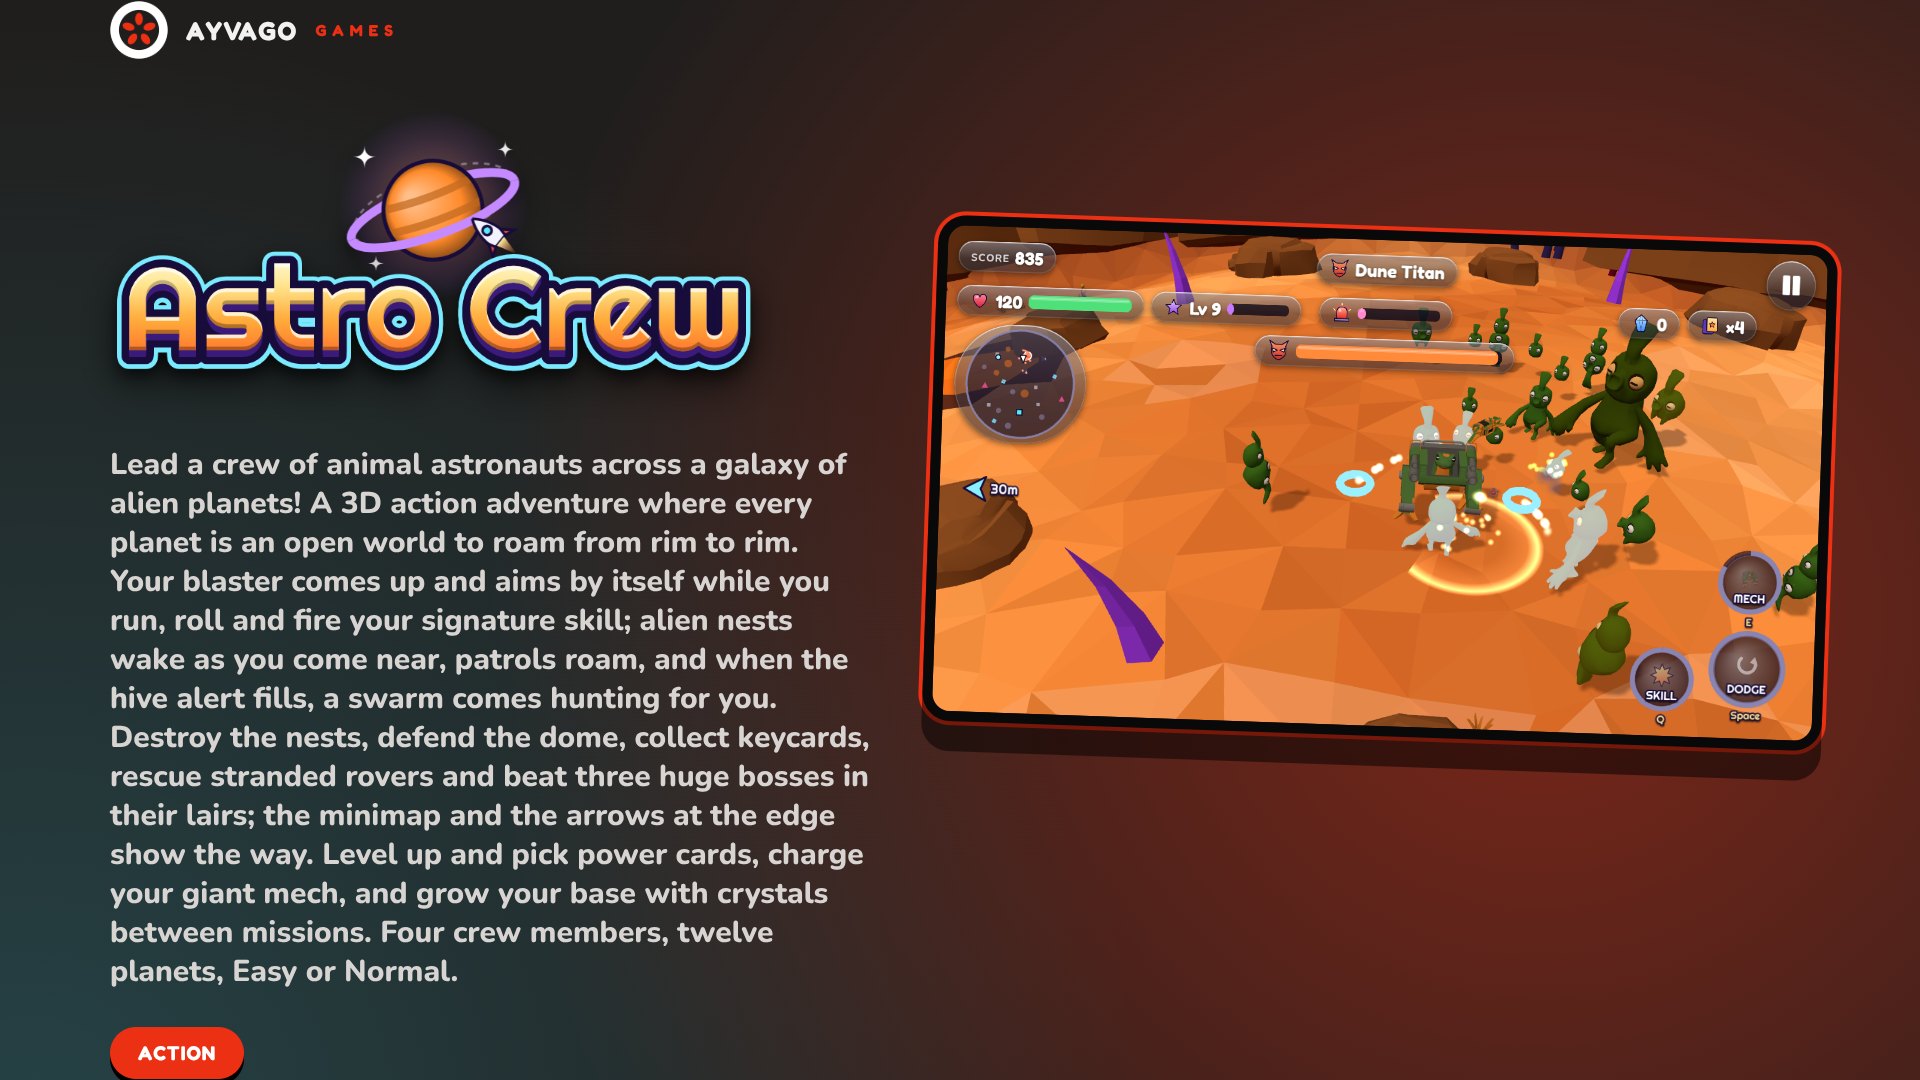 AYVAGO GAMES
Astro Crew
Lead a crew of animal astronauts across a galaxy of
alien planets! A 3D action adventure where every
planet is an open world to roam from rim to rim.
Your blaster comes up and aims by itself while you
run, roll and fire your signature skill; alien nests
wake as you come near, patrols roam, and when the
hive alert fills, a swarm comes hunting for you.
Destroy the nests, defend the dome, collect keycards,
rescue stranded rovers and beat three huge bosses in
their lairs; the minimap and the arrows at the edge
show the way. Level up and pick power cards, charge
your giant mech, and grow your base with crystals
between missions. Four crew members, twelve
planets, Easy or Normal.
ACTION
SCORE 835
Dune Titan
120
Lv 9
0
x4
30m
MECH
E
SKILL
Q
DODGE
Space